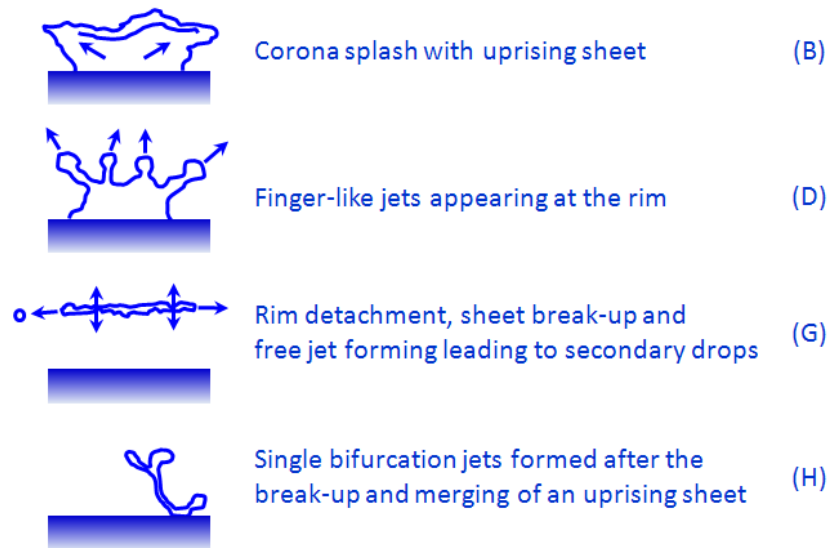 Corona splash with uprising sheet (B)
Finger-like jets appearing at the rim (D)
Rim detachment, sheet break-up and
free jet forming leading to secondary drops (G)
Single bifurcation jets formed after the
break-up and merging of an uprising sheet (H)